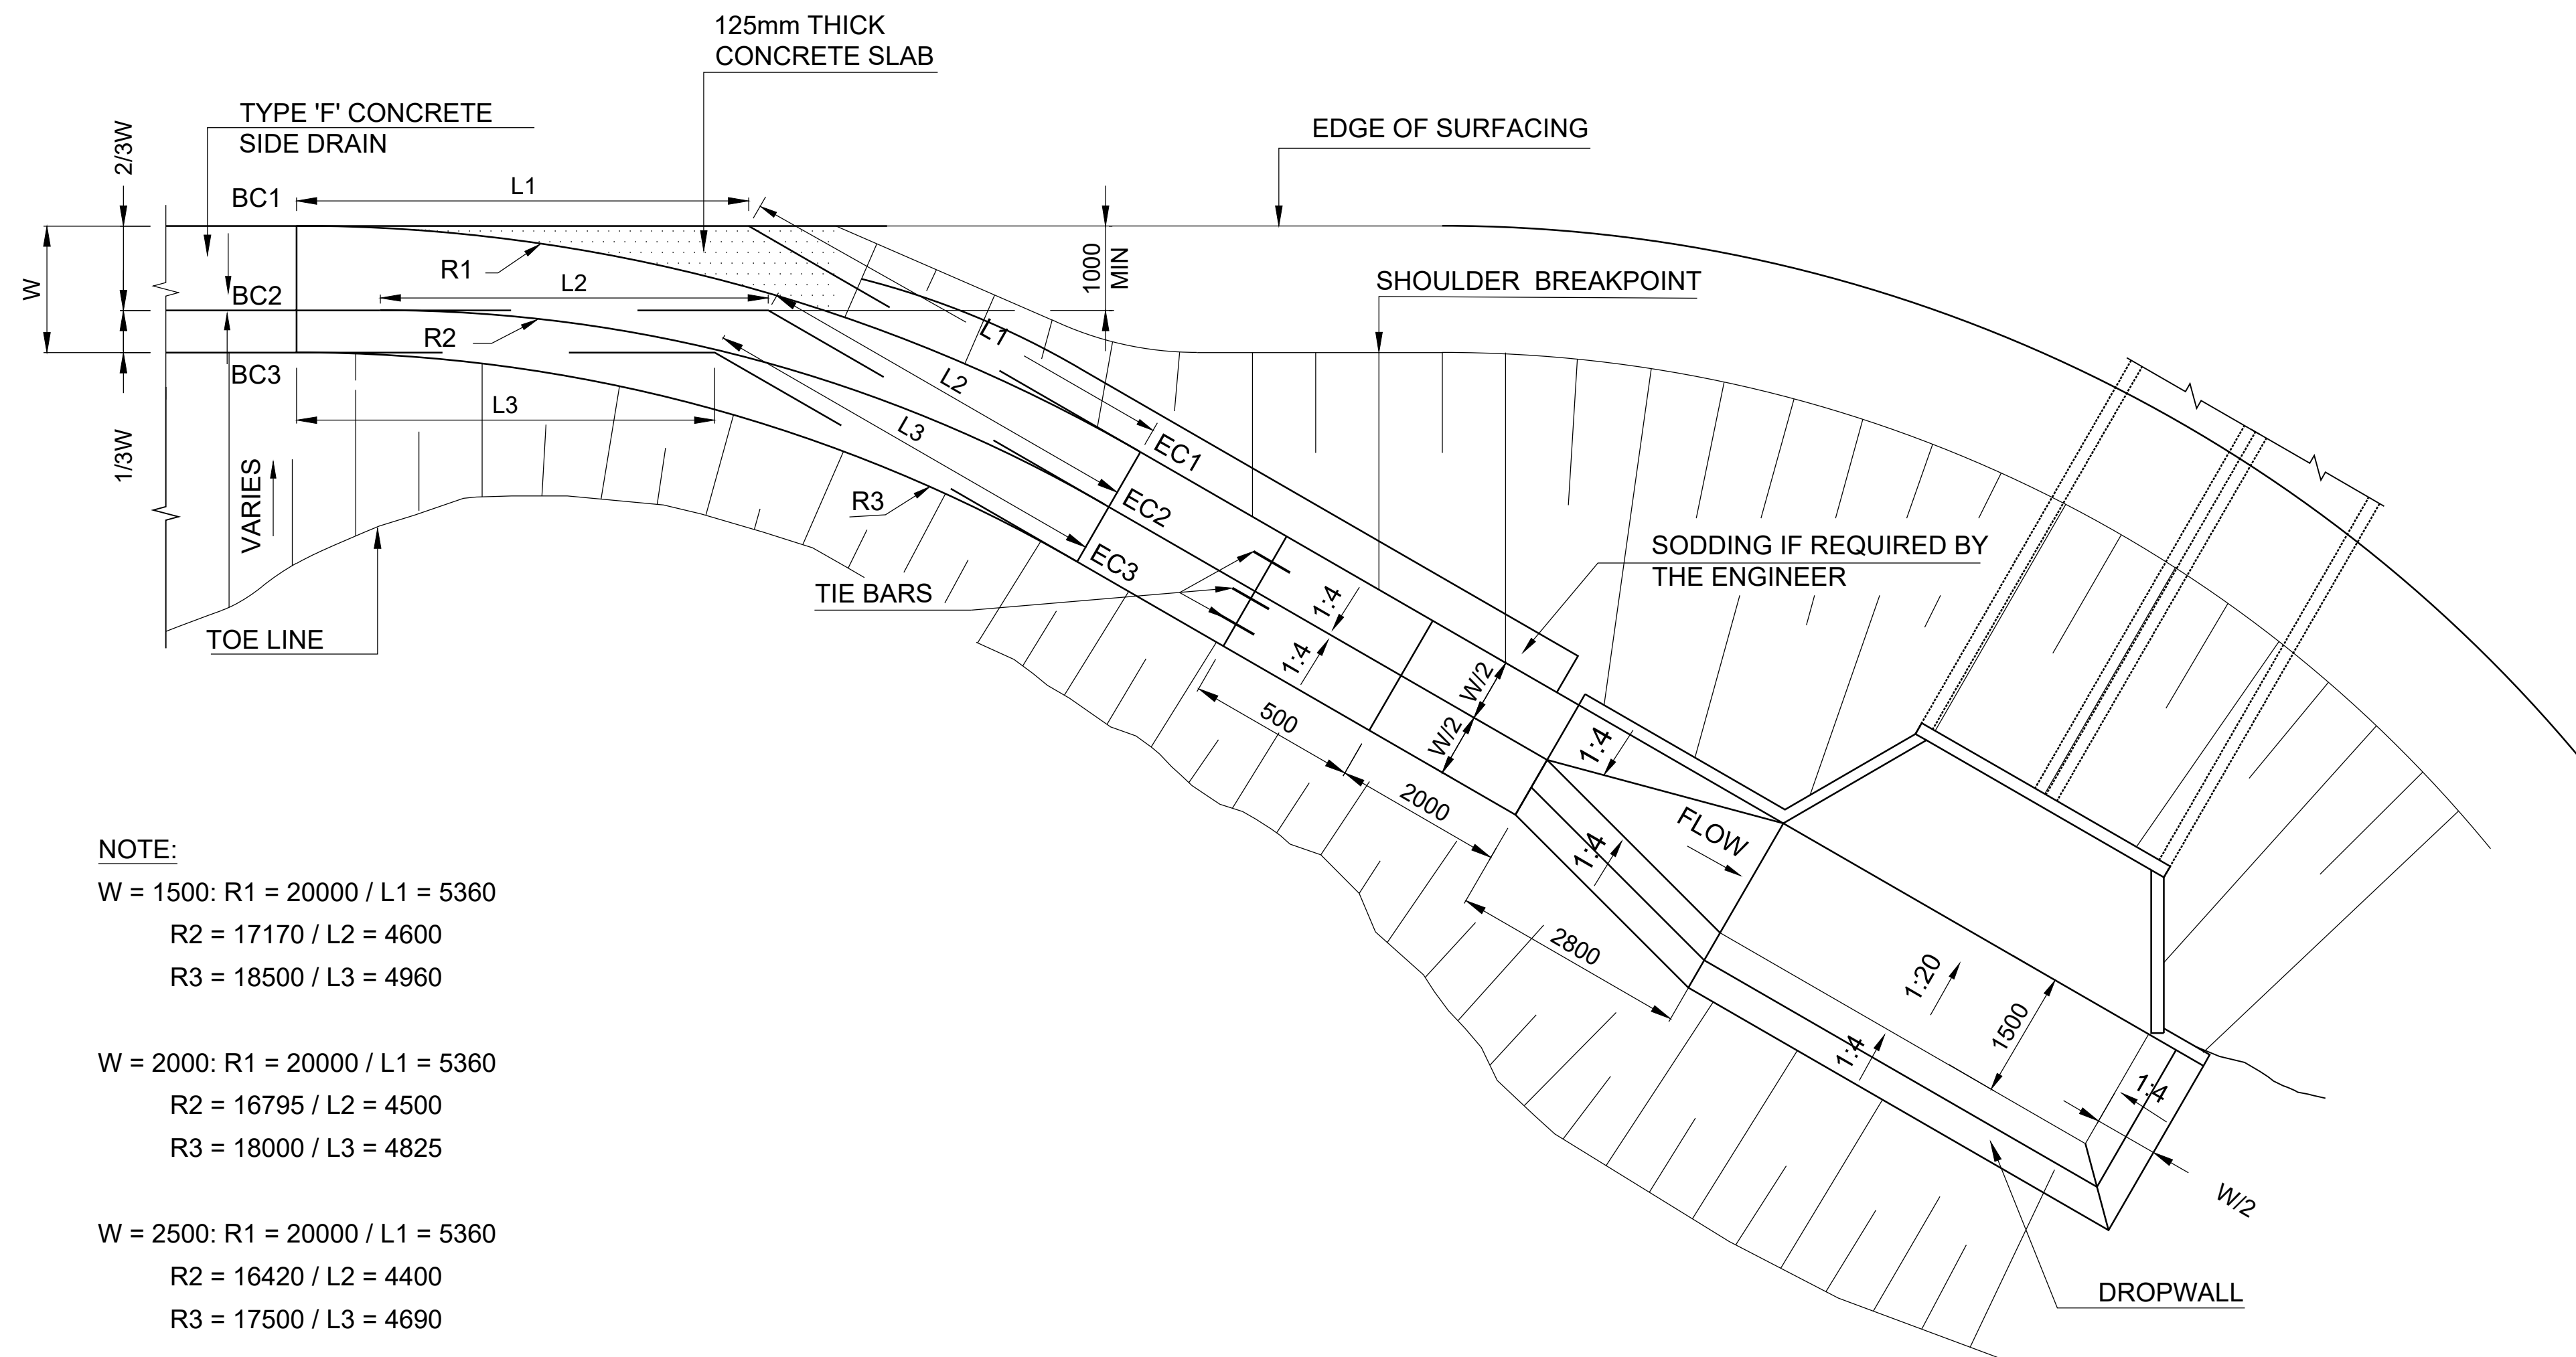 125mm THICK
CONCRETE SLAB
TYPE 'F' CONCRETE
SIDE DRAIN
EDGE OF SURFACING
2/3W
BC1
L1
W
R1
1000
MIN
SHOULDER BREAKPOINT
BC2
L2
R2
L1
BC3
L2
L3
L3
1/3W
EC1
VARIES
R3
EC2
EC3
SODDING IF REQUIRED BY
THE ENGINEER
TIE BARS
1:4
1:4
TOE LINE
W/2
W/2
500
1:4
2000
FLOW
1:4
2800
1:20
1500
1:4
1:4
W/2
DROPWALL
NOTE:
W = 1500: R1 = 20000 / L1 = 5360
R2 = 17170 / L2 = 4600
R3 = 18500 / L3 = 4960
W = 2000: R1 = 20000 / L1 = 5360
R2 = 16795 / L2 = 4500
R3 = 18000 / L3 = 4825
W = 2500: R1 = 20000 / L1 = 5360
R2 = 16420 / L2 = 4400
R3 = 17500 / L3 = 4690